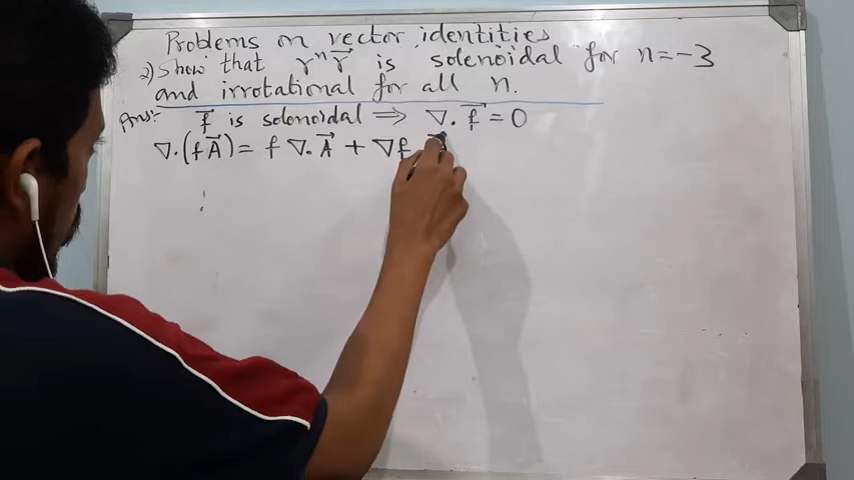 Problems on vector identities
2) Show that rⁿ r⃗ is solenoidal for n=-3
and irrotational for all n.
Ans:- f⃗ is solenoidal ⟹ ∇. f⃗ = 0
∇.(f A⃗) = f ∇. A⃗ + ∇f